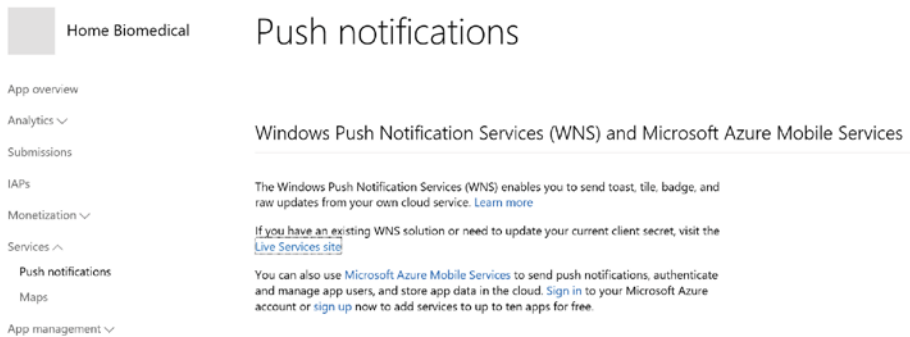 Home Biomedical
App overview
Analytics
Submissions
IAPs
Monetization
Services
Push notifications
Maps
App management
Push notifications
Windows Push Notification Services (WNS) and Microsoft Azure Mobile Services
The Windows Push Notification Services (WNS) enables you to send toast, tile, badge, and
raw updates from your own cloud service. Learn more
If you have an existing WNS solution or need to update your current client secret, visit the
Live Services site
You can also use Microsoft Azure Mobile Services to send push notifications, authenticate
and manage app users, and store app data in the cloud. Sign in to your Microsoft Azure
account or sign up now to add services to up to ten apps for free.